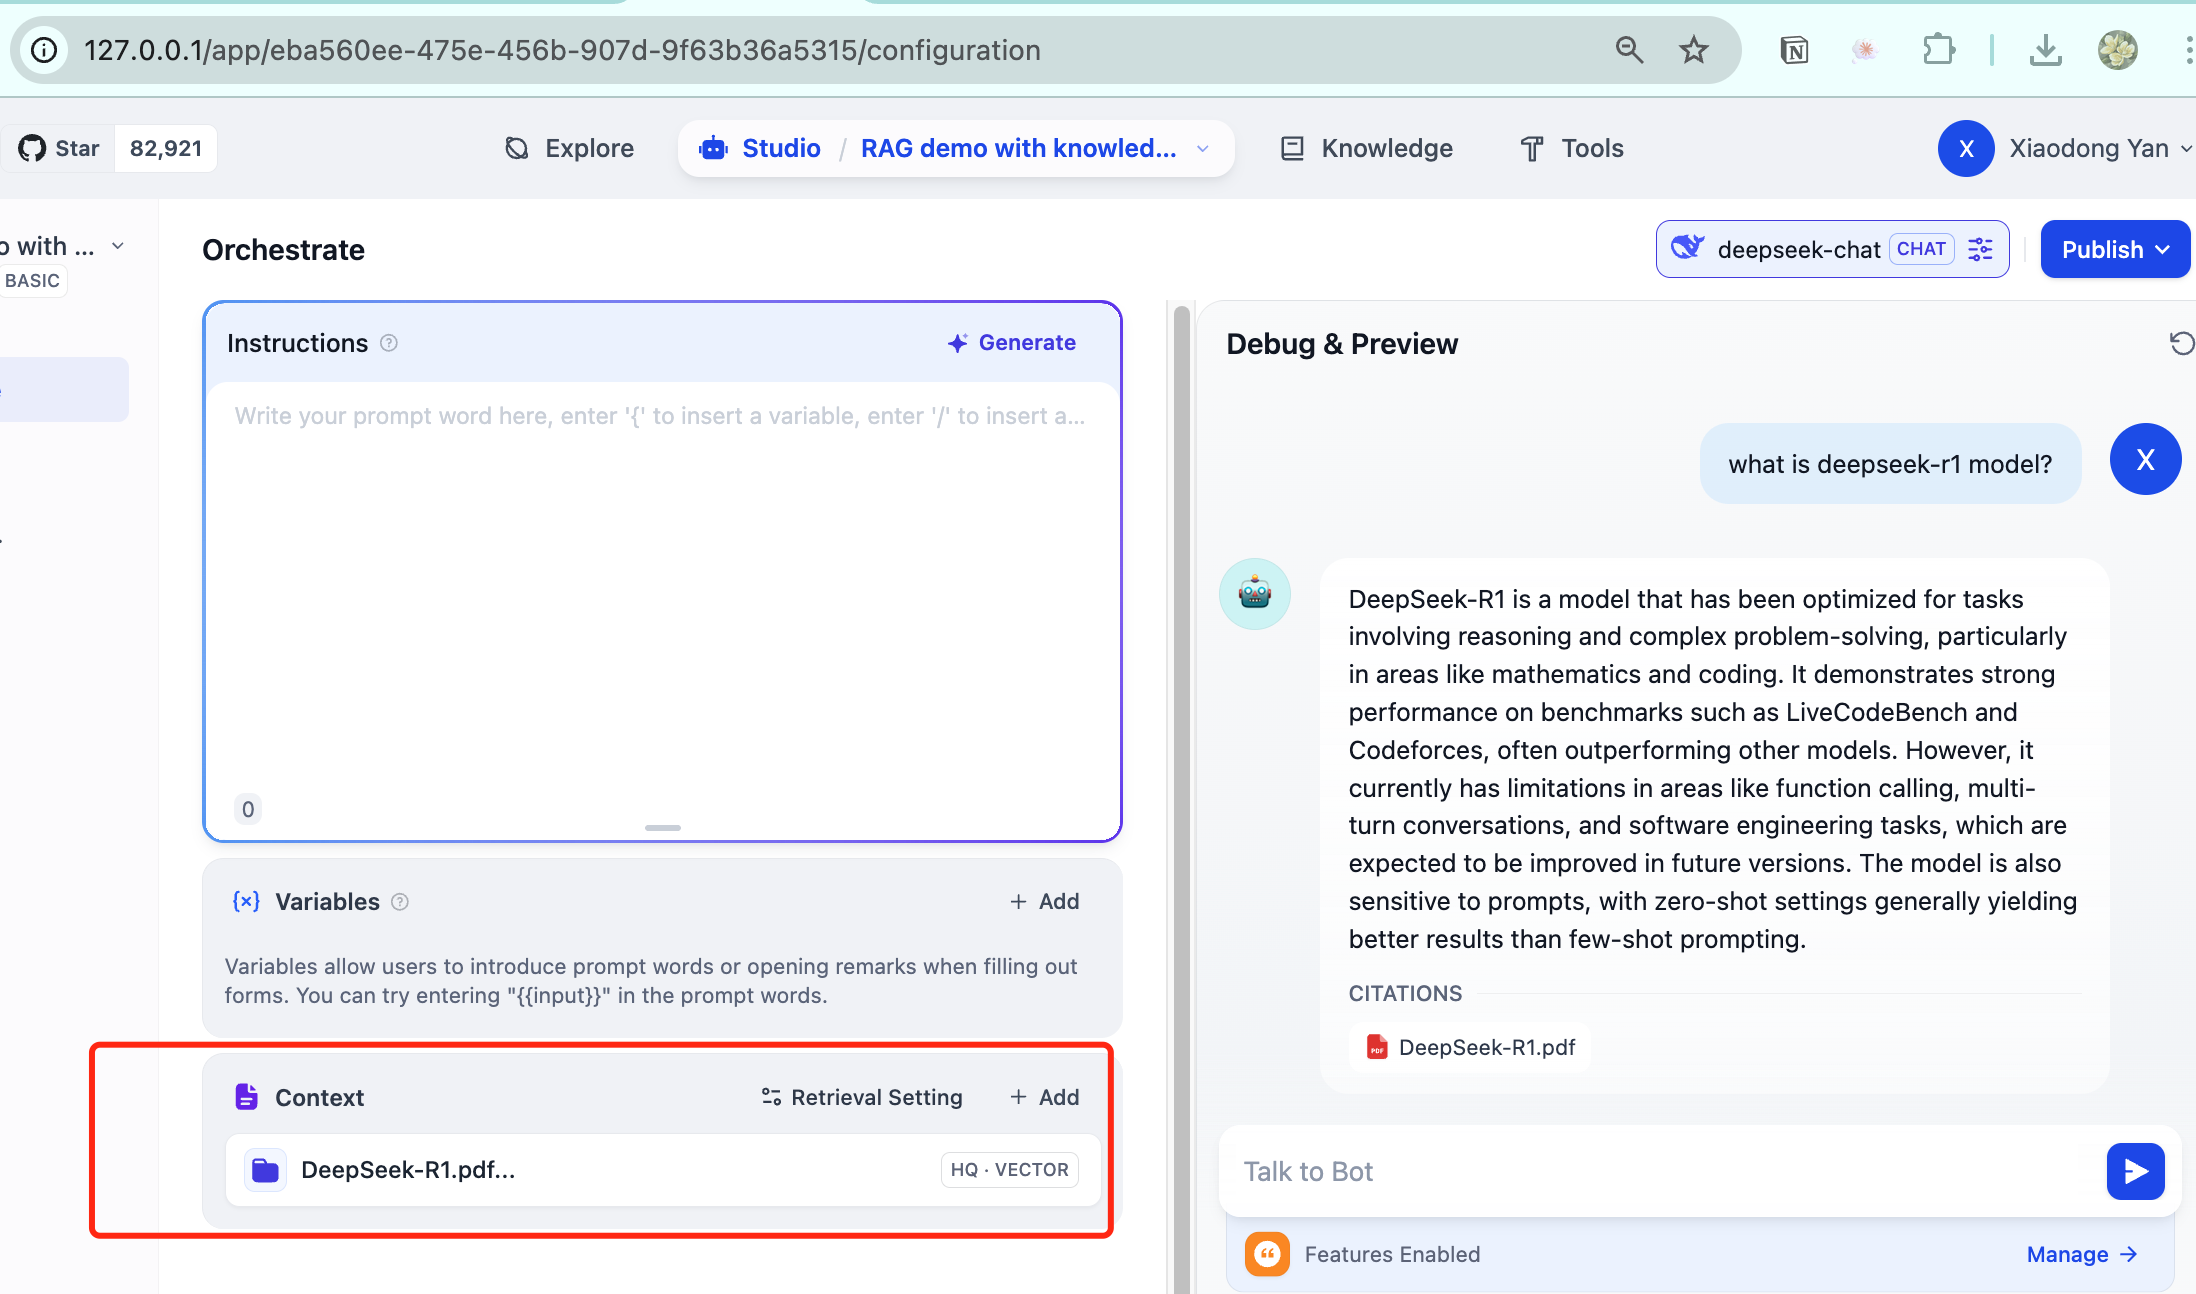 127.0.0.1/app/eba560ee-475e-456b-907d-9f63b36a5315/configuration
Star 82,921
Explore
Studio / RAG demo with knowled...
Knowledge
Tools
X Xiaodong Yan
o with ...
BASIC
Orchestrate
deepseek-chat CHAT
Publish
Instructions
Generate
Write your prompt word here, enter '{' to insert a variable, enter '/' to insert a...
0
Variables
+ Add
Variables allow users to introduce prompt words or opening remarks when filling out
forms. You can try entering "{{input}}" in the prompt words.
Context
Retrieval Setting
+ Add
DeepSeek-R1.pdf...
HQ · VECTOR
Debug & Preview
what is deepseek-r1 model?
X
DeepSeek-R1 is a model that has been optimized for tasks
involving reasoning and complex problem-solving, particularly
in areas like mathematics and coding. It demonstrates strong
performance on benchmarks such as LiveCodeBench and
Codeforces, often outperforming other models. However, it
currently has limitations in areas like function calling, multi-
turn conversations, and software engineering tasks, which are
expected to be improved in future versions. The model is also
sensitive to prompts, with zero-shot settings generally yielding
better results than few-shot prompting.
CITATIONS
PDF DeepSeek-R1.pdf
Talk to Bot
Features Enabled
Manage →